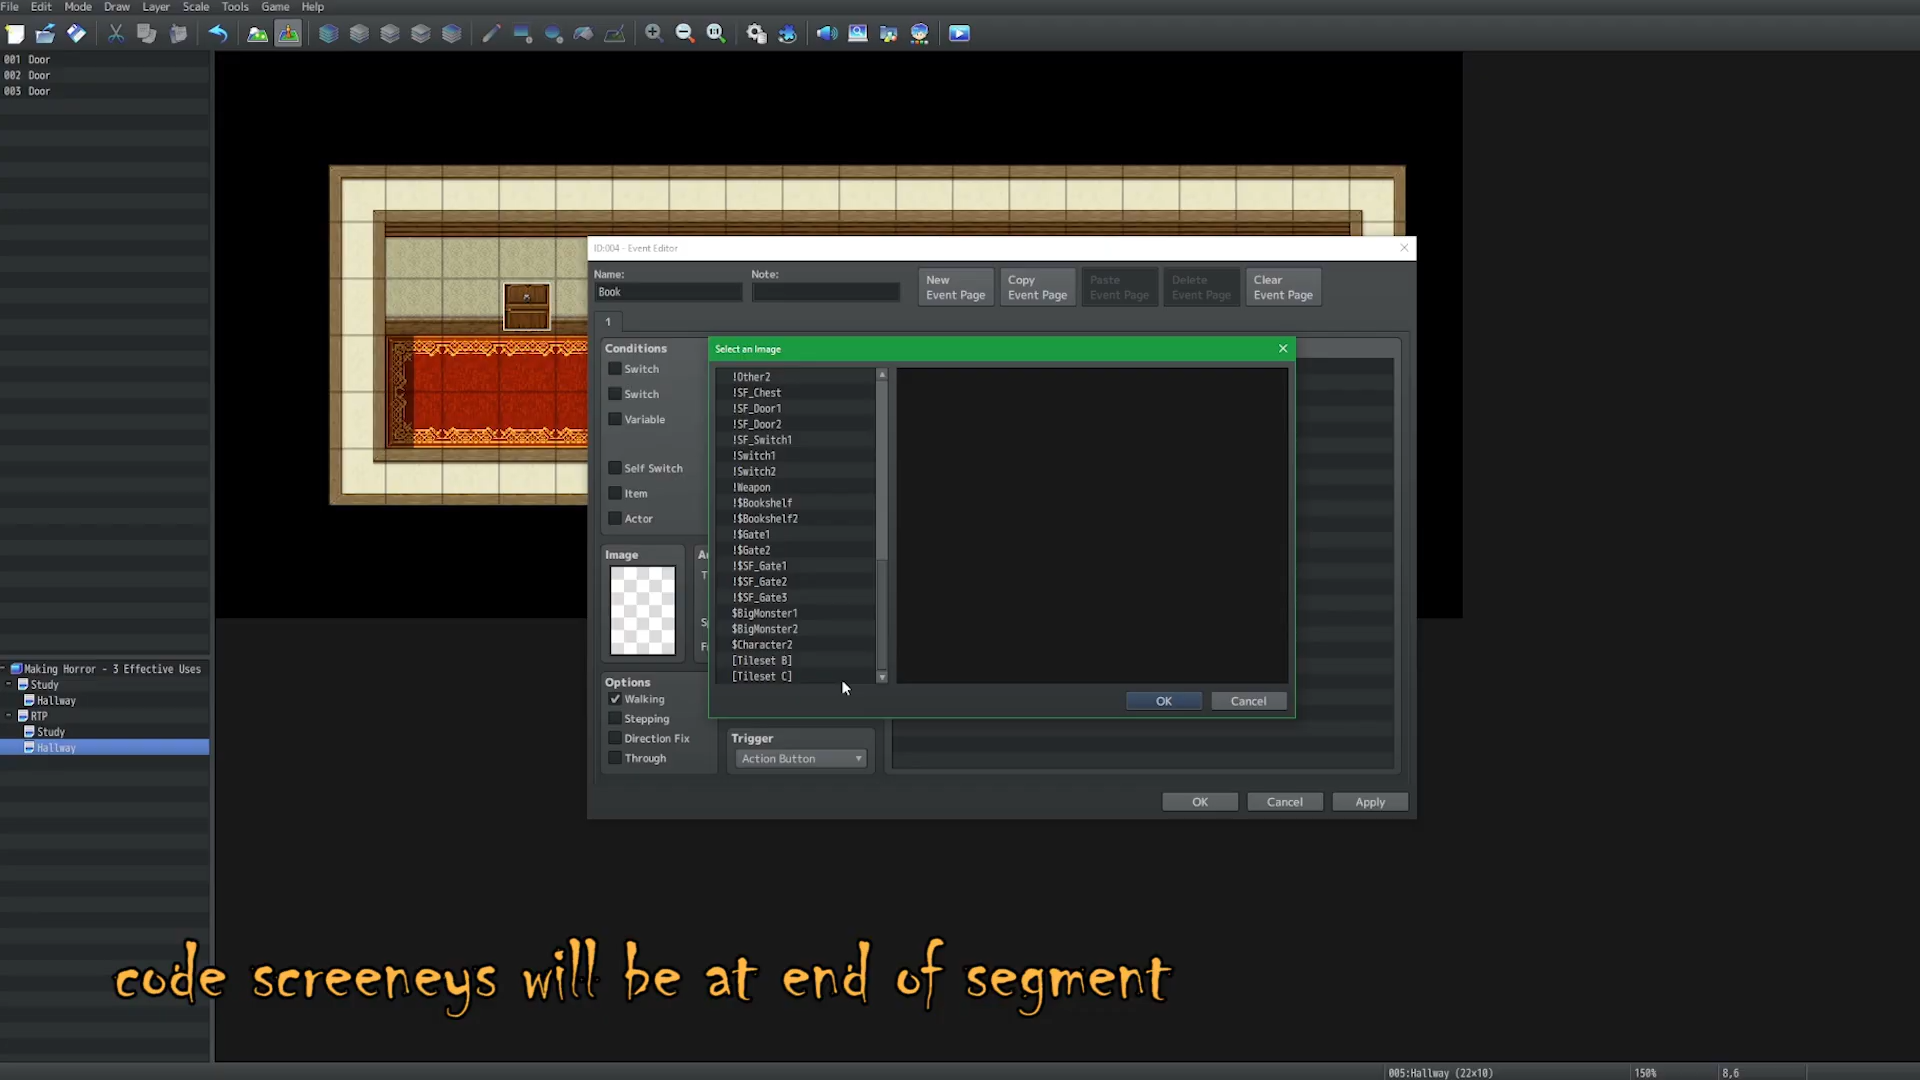 File Edit Mode Draw Layer Scale Tools Game Help
001 Door
002 Door
003 Door
ID:004 - Event Editor
Name:
Note:
Book
New Event Page
Copy Event Page
Paste Event Page
Delete Event Page
Clear Event Page
1
Conditions
Switch
Switch
Variable
Self Switch
Item
Actor
Image
Select an Image
!Other2
!SF_Chest
!SF_Door1
!SF_Door2
!SF_Switch1
!Switch1
!Switch2
!Weapon
!$Bookshelf
!$Bookshelf2
!$Gate1
!$Gate2
!$SF_Gate1
!$SF_Gate2
!$SF_Gate3
$BigMonster1
$BigMonster2
$Character2
[Tileset B]
[Tileset C]
OK
Cancel
Options
Walking
Stepping
Direction Fix
Through
Trigger
Action Button
OK
Cancel
Apply
Making Horror - 3 Effective Uses
Study
Hallway
RTP
Study
Hallway
code screeneys will be at end of segment
005:Hallway (22x10)
150%
8,6